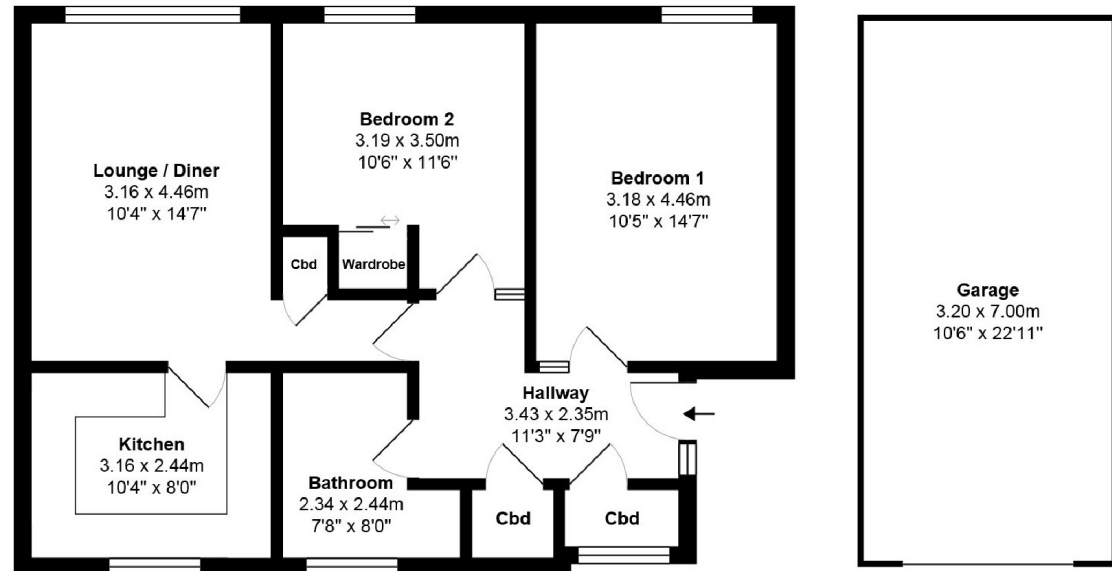 Lounge / Diner
3.16 x 4.46m
10'4" x 14'7"
Bedroom 2
3.19 x 3.50m
10'6" x 11'6"
Bedroom 1
3.18 x 4.46m
10'5" x 14'7"
Cbd
Wardrobe
Garage
3.20 x 7.00m
10'6" x 22'11"
Hallway
3.43 x 2.35m
11'3" x 7'9"
Kitchen
3.16 x 2.44m
10'4" x 8'0"
Bathroom
2.34 x 2.44m
7'8" x 8'0"
Cbd
Cbd